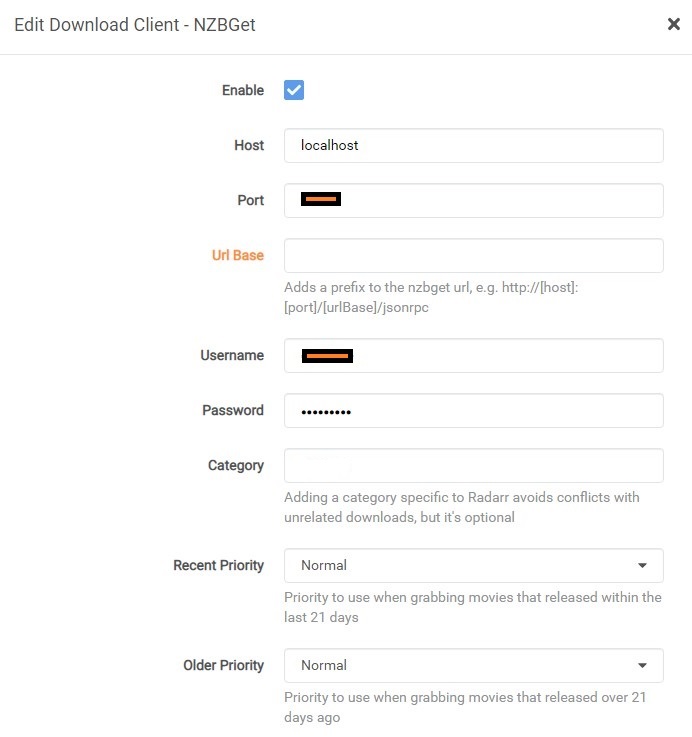 Edit Download Client - NZBGet
Enable
Host localhost
Port
Url Base
Adds a prefix to the nzbget url, e.g. http://[host]:
[port]/[urlBase]/jsonrpc
Username
Password •••••••••
Category
Adding a category specific to Radarr avoids conflicts with
unrelated downloads, but it's optional
Recent Priority Normal
Priority to use when grabbing movies that released within the
last 21 days
Older Priority Normal
Priority to use when grabbing movies that released over 21
days ago